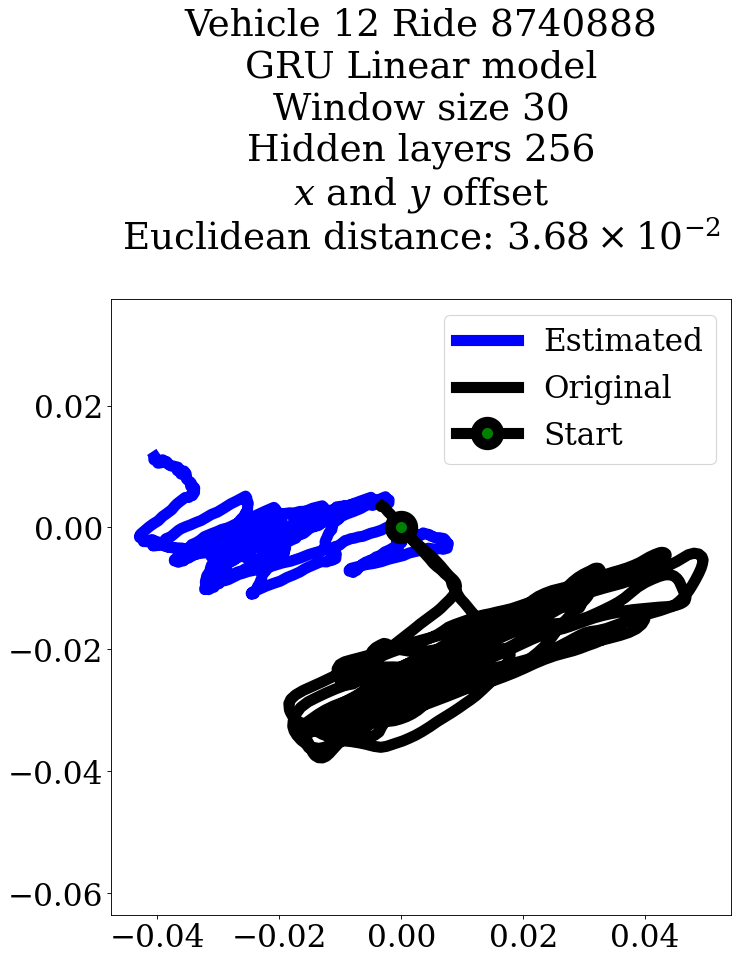 Vehicle 12 Ride 8740888
GRU Linear model
Window size 30
Hidden layers 256
x and y offset
Euclidean distance: 3.68 × 10⁻²
Estimated
Original
Start
0.02
0.00
−0.02
−0.04
−0.06
−0.04 −0.02 0.00 0.02 0.04